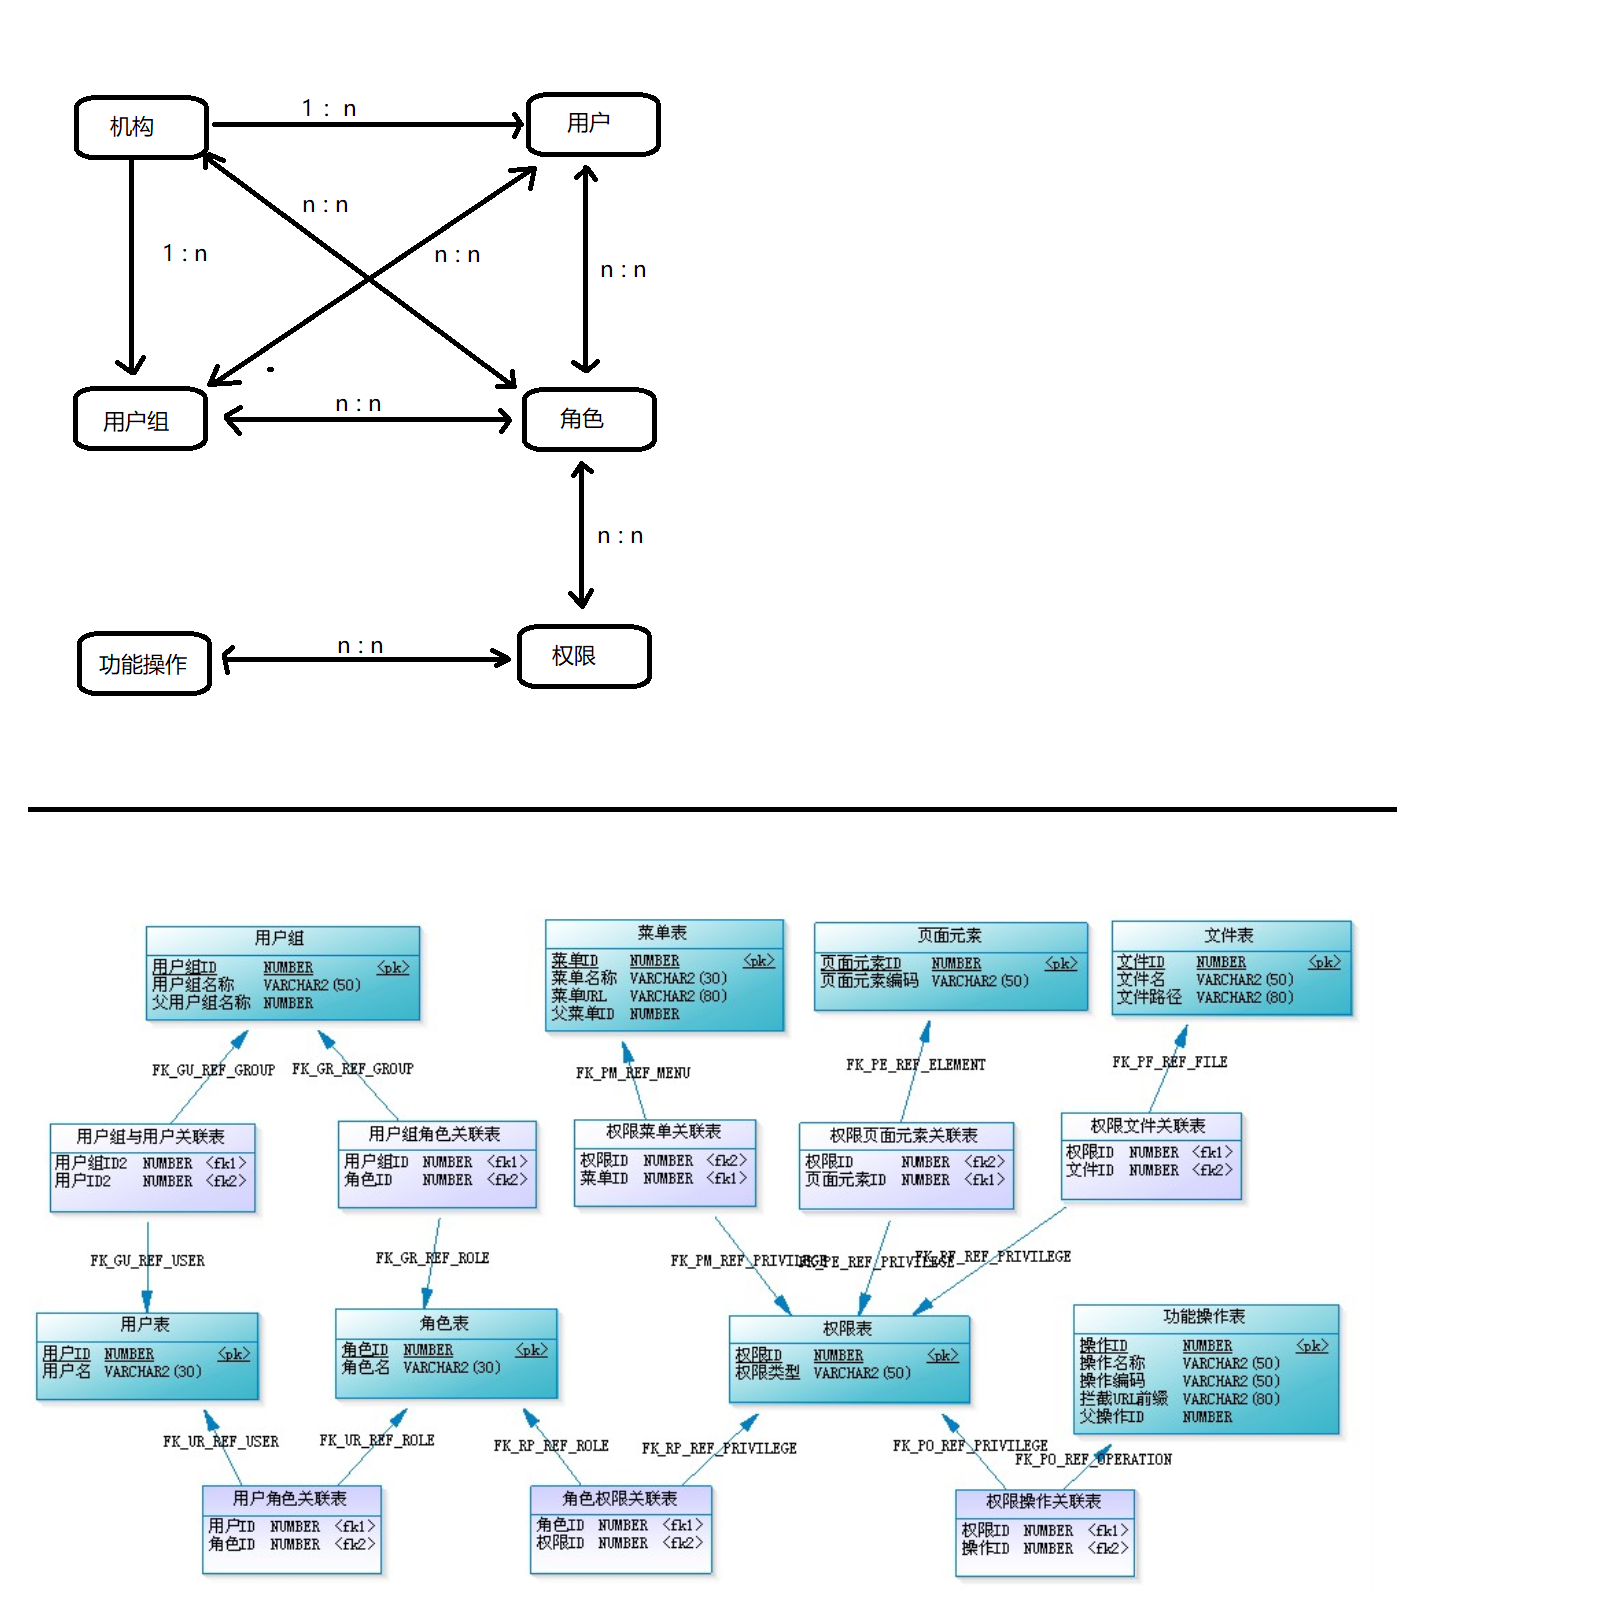 机构
1 : n
用户
n : n
1 : n
n : n
n : n
用户组
n : n
角色
n : n
功能操作
n : n
权限
用户组
用户组ID NUMBER <pk>
用户组名称 VARCHAR2(50)
父用户组名称 NUMBER
菜单表
菜单ID NUMBER <pk>
菜单名称 VARCHAR2(30)
菜单URL VARCHAR2(80)
父菜单ID NUMBER
页面元素
页面元素ID NUMBER <pk>
页面元素编码 VARCHAR2(50)
文件表
文件ID NUMBER <pk>
文件名 VARCHAR2(50)
文件路径 VARCHAR2(80)
FK_GU_REF_GROUP
FK_GR_REF_GROUP
FK_PM_REF_MENU
FK_PE_REF_ELEMENT
FK_PF_REF_FILE
用户组与用户关联表
用户组ID2 NUMBER <fk1>
用户ID2 NUMBER <fk2>
用户组角色关联表
用户组ID NUMBER <fk1>
角色ID NUMBER <fk2>
权限菜单关联表
权限ID NUMBER <fk2>
菜单ID NUMBER <fk1>
权限页面元素关联表
权限ID NUMBER <fk2>
页面元素ID NUMBER <fk1>
权限文件关联表
权限ID NUMBER <fk1>
文件ID NUMBER <fk2>
FK_GU_REF_USER
FK_GR_REF_ROLE
FK_PM_REF_PRIVILEGE
FK_PE_REF_PRIVILEGE
FK_PF_REF_PRIVILEGE
用户表
用户ID NUMBER <pk>
用户名 VARCHAR2(30)
角色表
角色ID NUMBER <pk>
角色名 VARCHAR2(30)
权限表
权限ID NUMBER <pk>
权限类型 VARCHAR2(50)
功能操作表
操作ID NUMBER <pk>
操作名称 VARCHAR2(50)
操作编码 VARCHAR2(50)
拦截URL前缀 VARCHAR2(80)
父操作ID NUMBER
FK_UR_REF_USER
FK_UR_REF_ROLE
FK_RP_REF_ROLE
FK_RP_REF_PRIVILEGE
FK_PO_REF_PRIVILEGE
FK_PO_REF_OPERATION
用户角色关联表
用户ID NUMBER <fk1>
角色ID NUMBER <fk2>
角色权限关联表
角色ID NUMBER <fk1>
权限ID NUMBER <fk2>
权限操作关联表
权限ID NUMBER <fk1>
操作ID NUMBER <fk2>